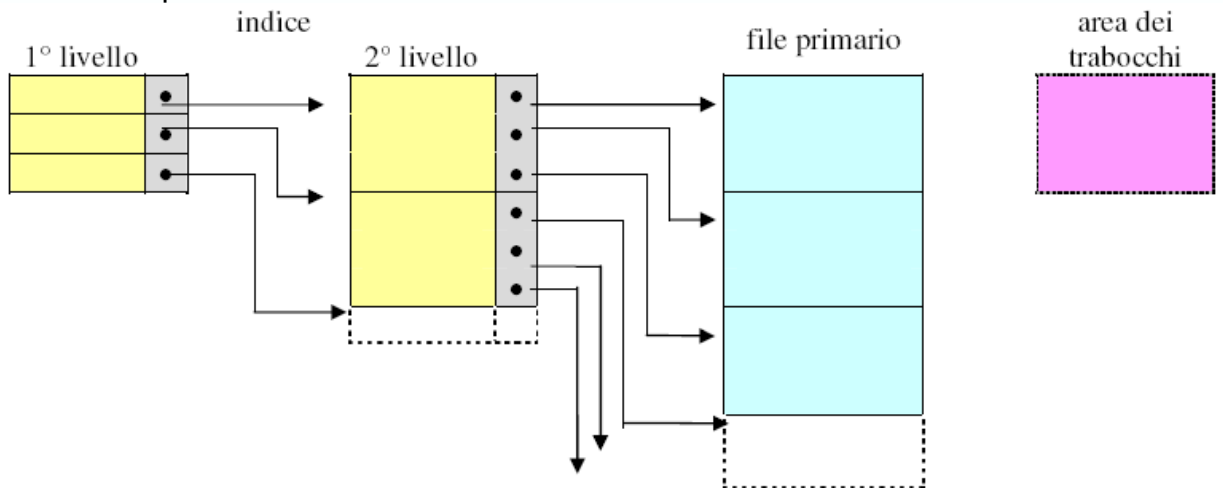 indice
1° livello
2° livello
file primario
area dei
trabocchi